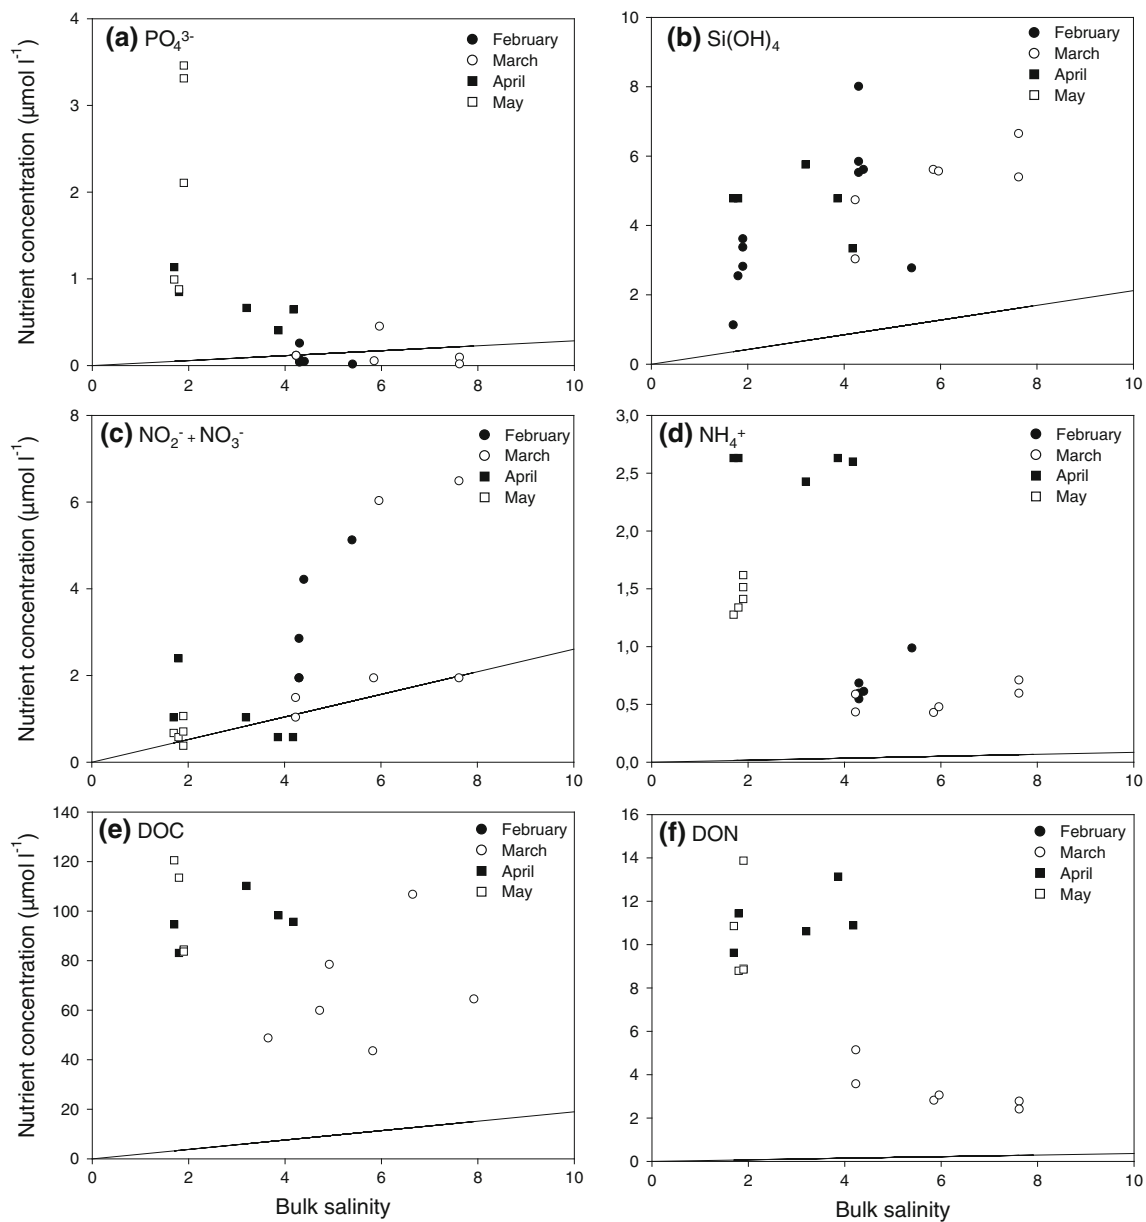 (a) PO₄³⁻
February
March
April
May
Nutrient concentration (µmol l⁻¹)
4
3
2
1
0
0 2 4 6 8 10
(b) Si(OH)₄
February
March
April
May
10
8
6
4
2
0
0 2 4 6 8 10
(c) NO₂⁻ + NO₃⁻
February
March
April
May
Nutrient concentration (µmol l⁻¹)
8
6
4
2
0
0 2 4 6 8 10
(d) NH₄⁺
February
March
April
May
3,0
2,5
2,0
1,5
1,0
0,5
0,0
0 2 4 6 8 10
(e) DOC
February
March
April
May
Nutrient concentration (µmol l⁻¹)
140
120
100
80
60
40
20
0
0 2 4 6 8 10
Bulk salinity
(f) DON
February
March
April
May
16
14
12
10
8
6
4
2
0
0 2 4 6 8 10
Bulk salinity